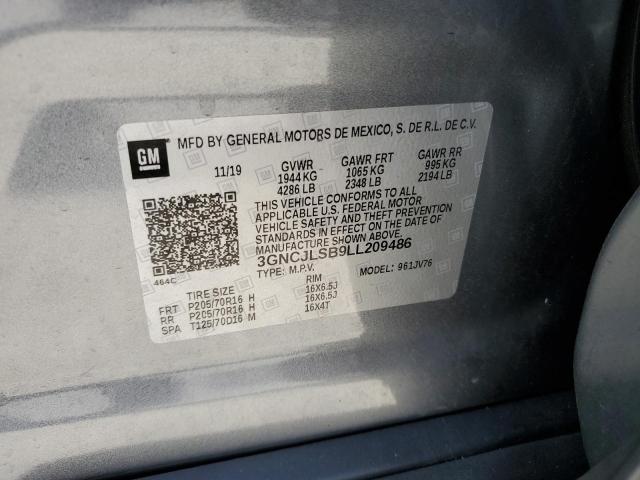 GM
MFD BY GENERAL MOTORS DE MEXICO, S. DE R.L. DE C.V.
11/19 GVWR GAWR FRT GAWR RR
1944 KG 1065 KG 995 KG
4286 LB 2348 LB 2194 LB
THIS VEHICLE CONFORMS TO ALL
APPLICABLE U.S. FEDERAL MOTOR
VEHICLE SAFETY AND THEFT PREVENTION
STANDARDS IN EFFECT ON THE DATE OF
MANUFACTURE SHOWN ABOVE.
3GNCJLSB9LL209486
TYPE: M.P.V. MODEL: 961JV76
464C
TIRE SIZE RIM
FRT P205/70R16 H 16X6.5J
RR P205/70R16 H 16X6.5J
SPA T125/70D16 M 16X4T